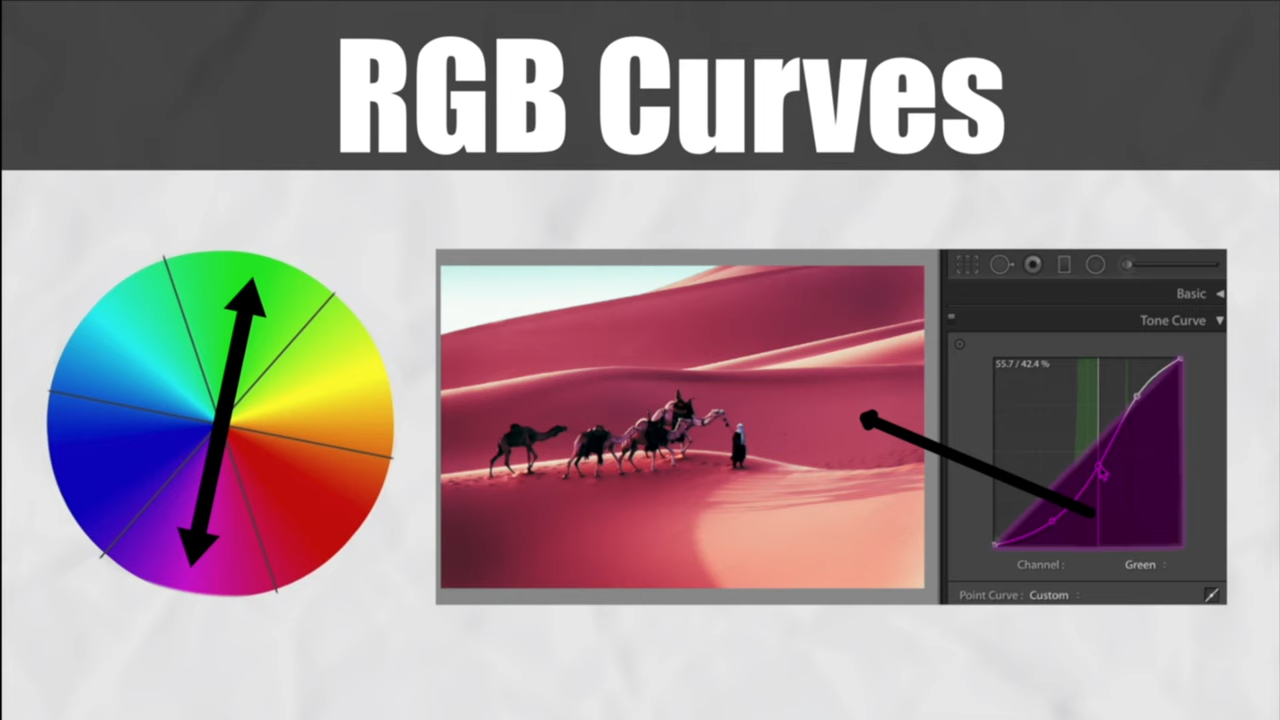 RGB Curves
Basic
Tone Curve
55.7 / 42.4 %
Channel : Green
Point Curve : Custom